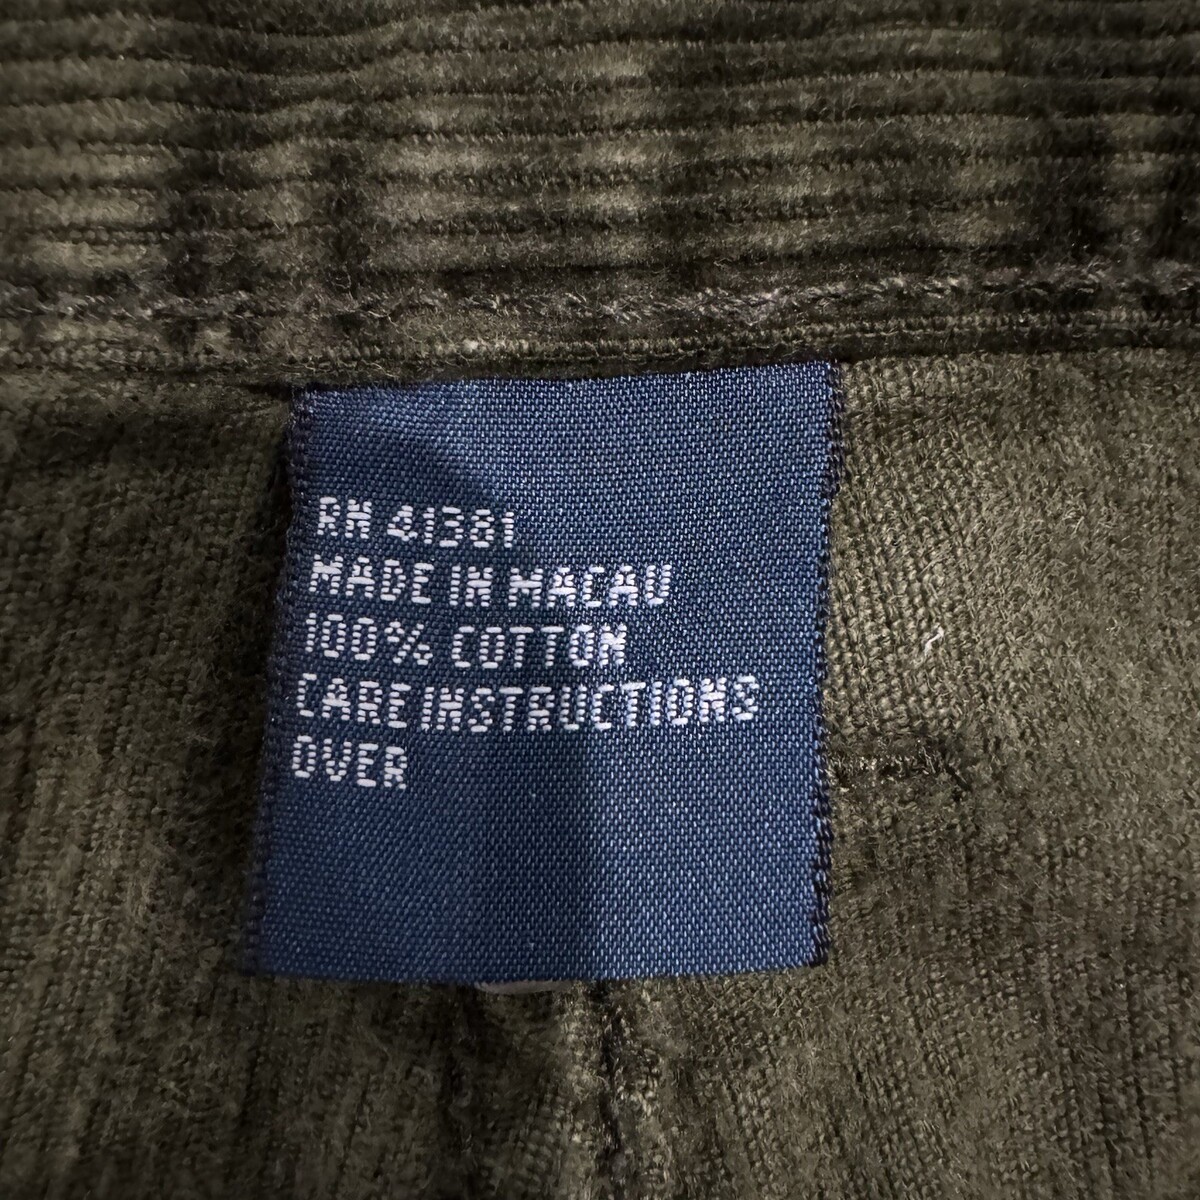 RN 41381
MADE IN MACAU
100% COTTON
CARE INSTRUCTIONS
OVER